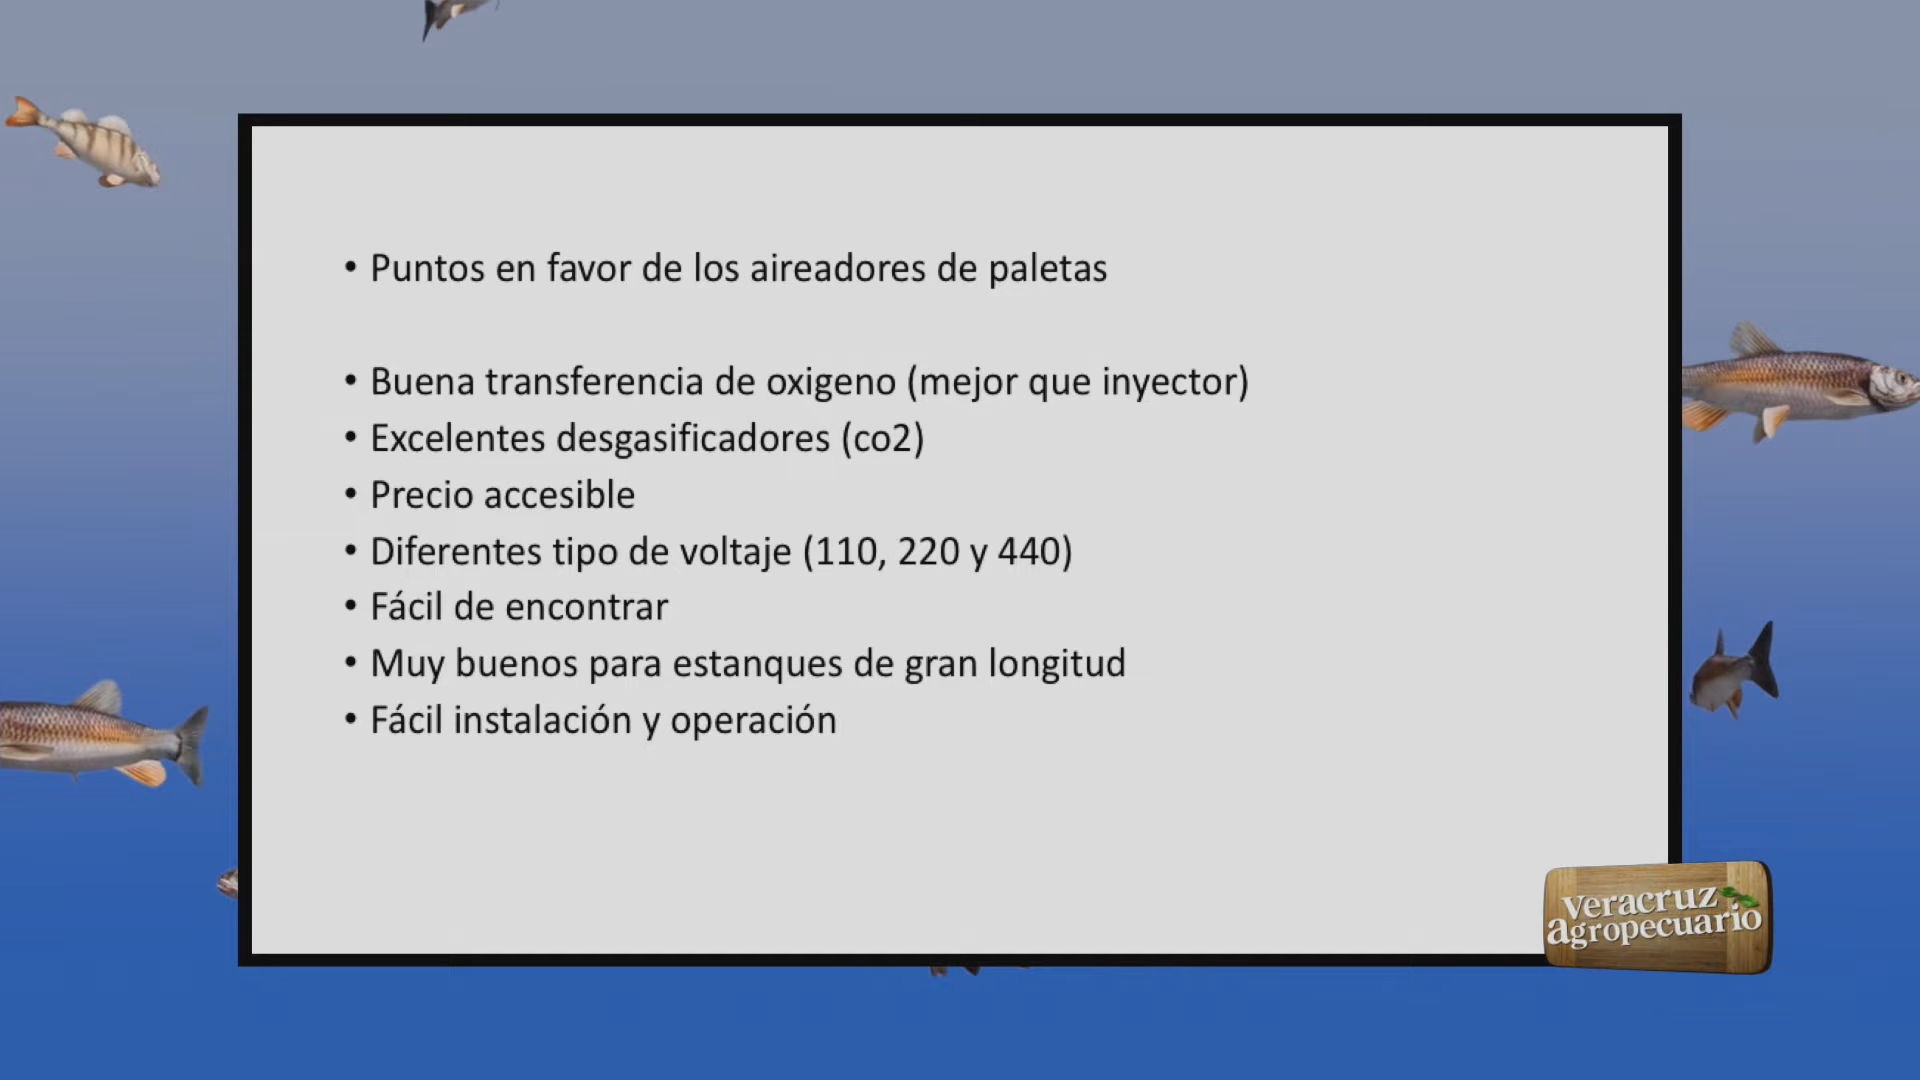 • Puntos en favor de los aireadores de paletas
• Buena transferencia de oxigeno (mejor que inyector)
• Excelentes desgasificadores (co2)
• Precio accesible
• Diferentes tipo de voltaje (110, 220 y 440)
• Fácil de encontrar
• Muy buenos para estanques de gran longitud
• Fácil instalación y operación
Veracruz
agropecuario